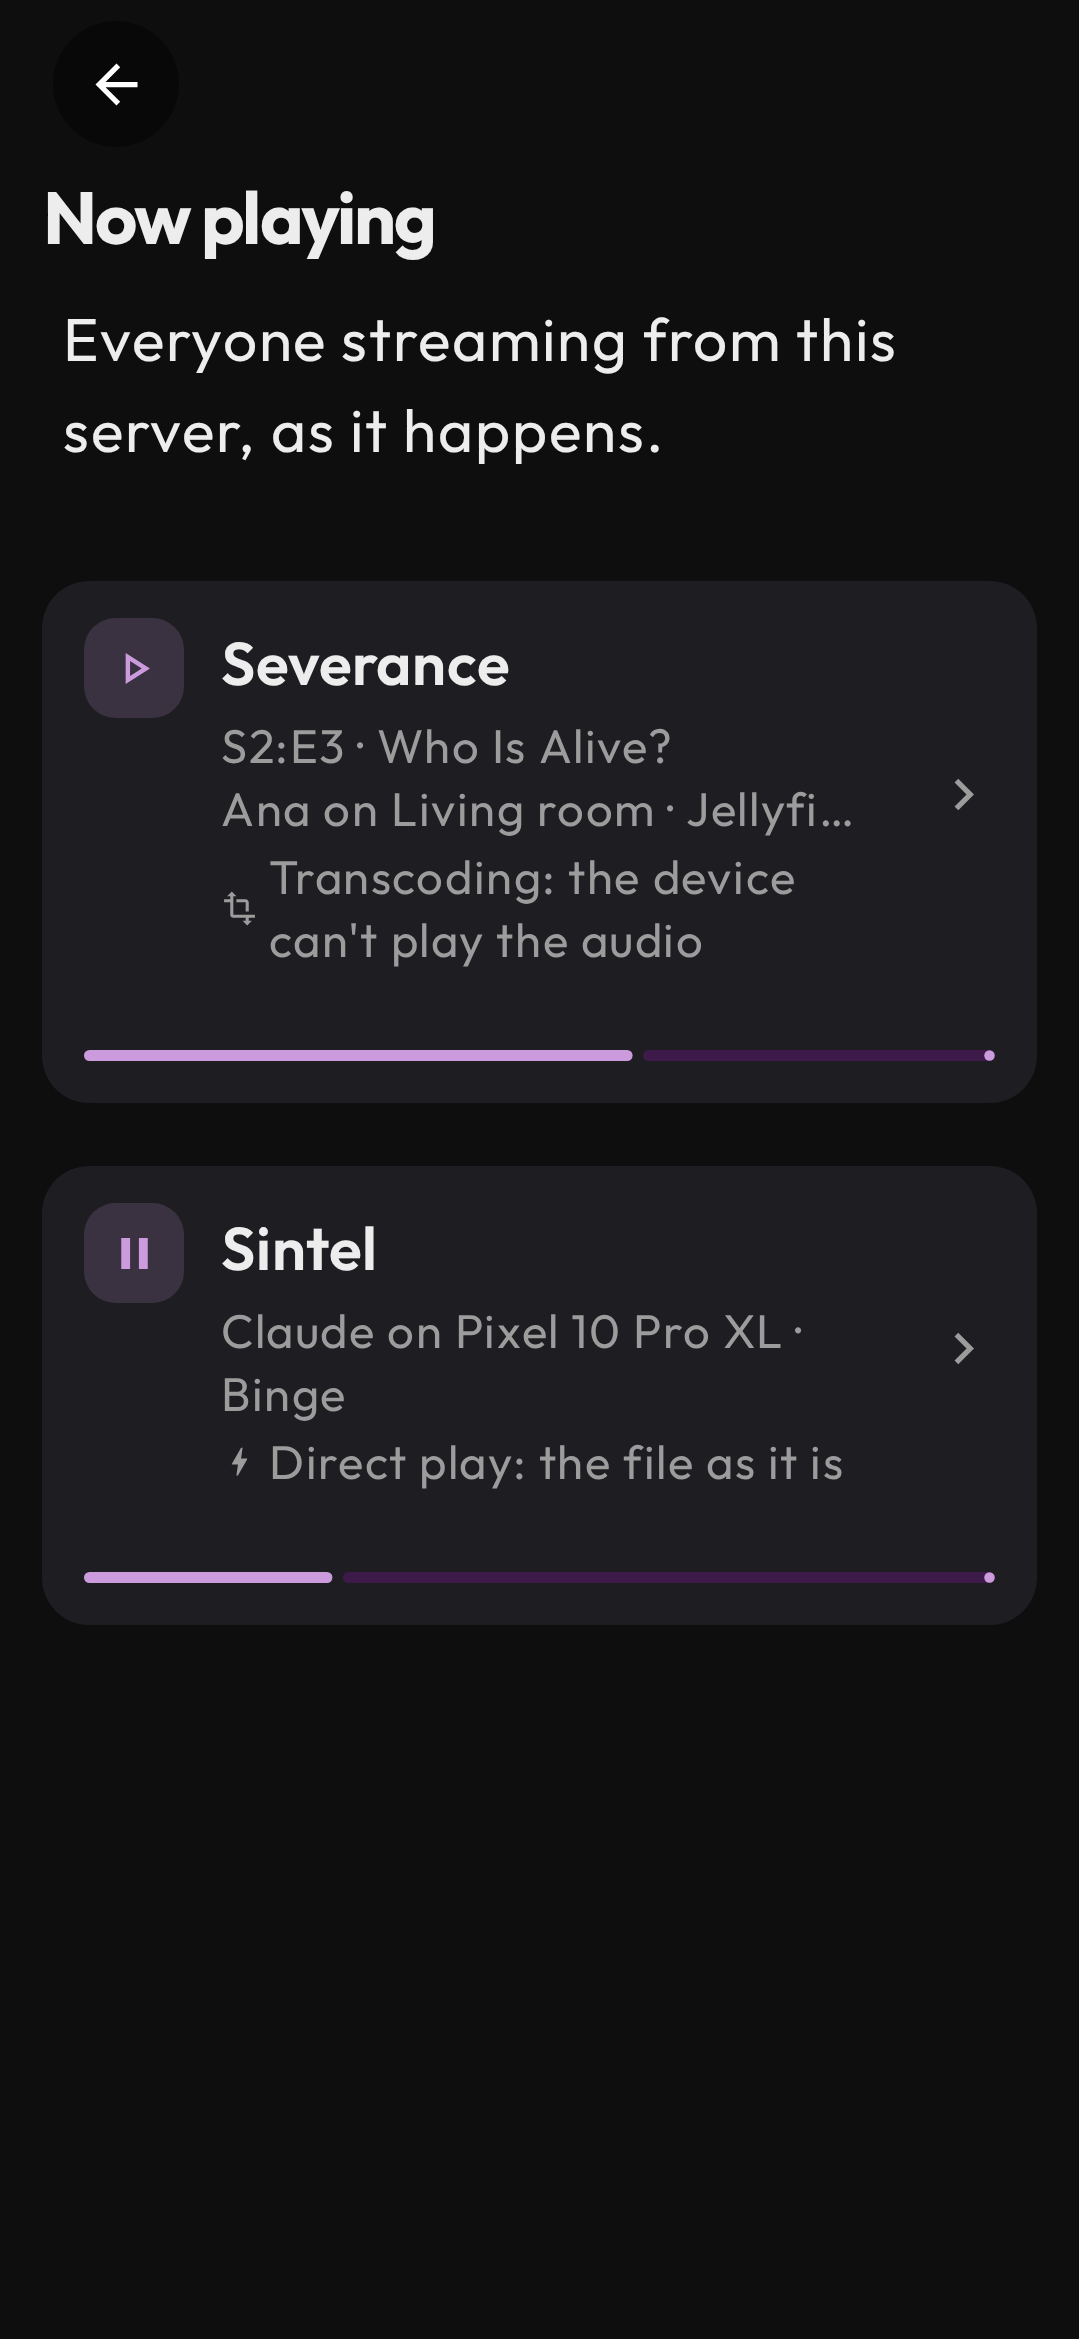 Now playing
Everyone streaming from this
server, as it happens.
Severance
S2:E3 · Who Is Alive?
Ana on Living room · Jellyfi…
Transcoding: the device
can't play the audio
Sintel
Claude on Pixel 10 Pro XL ·
Binge
Direct play: the file as it is